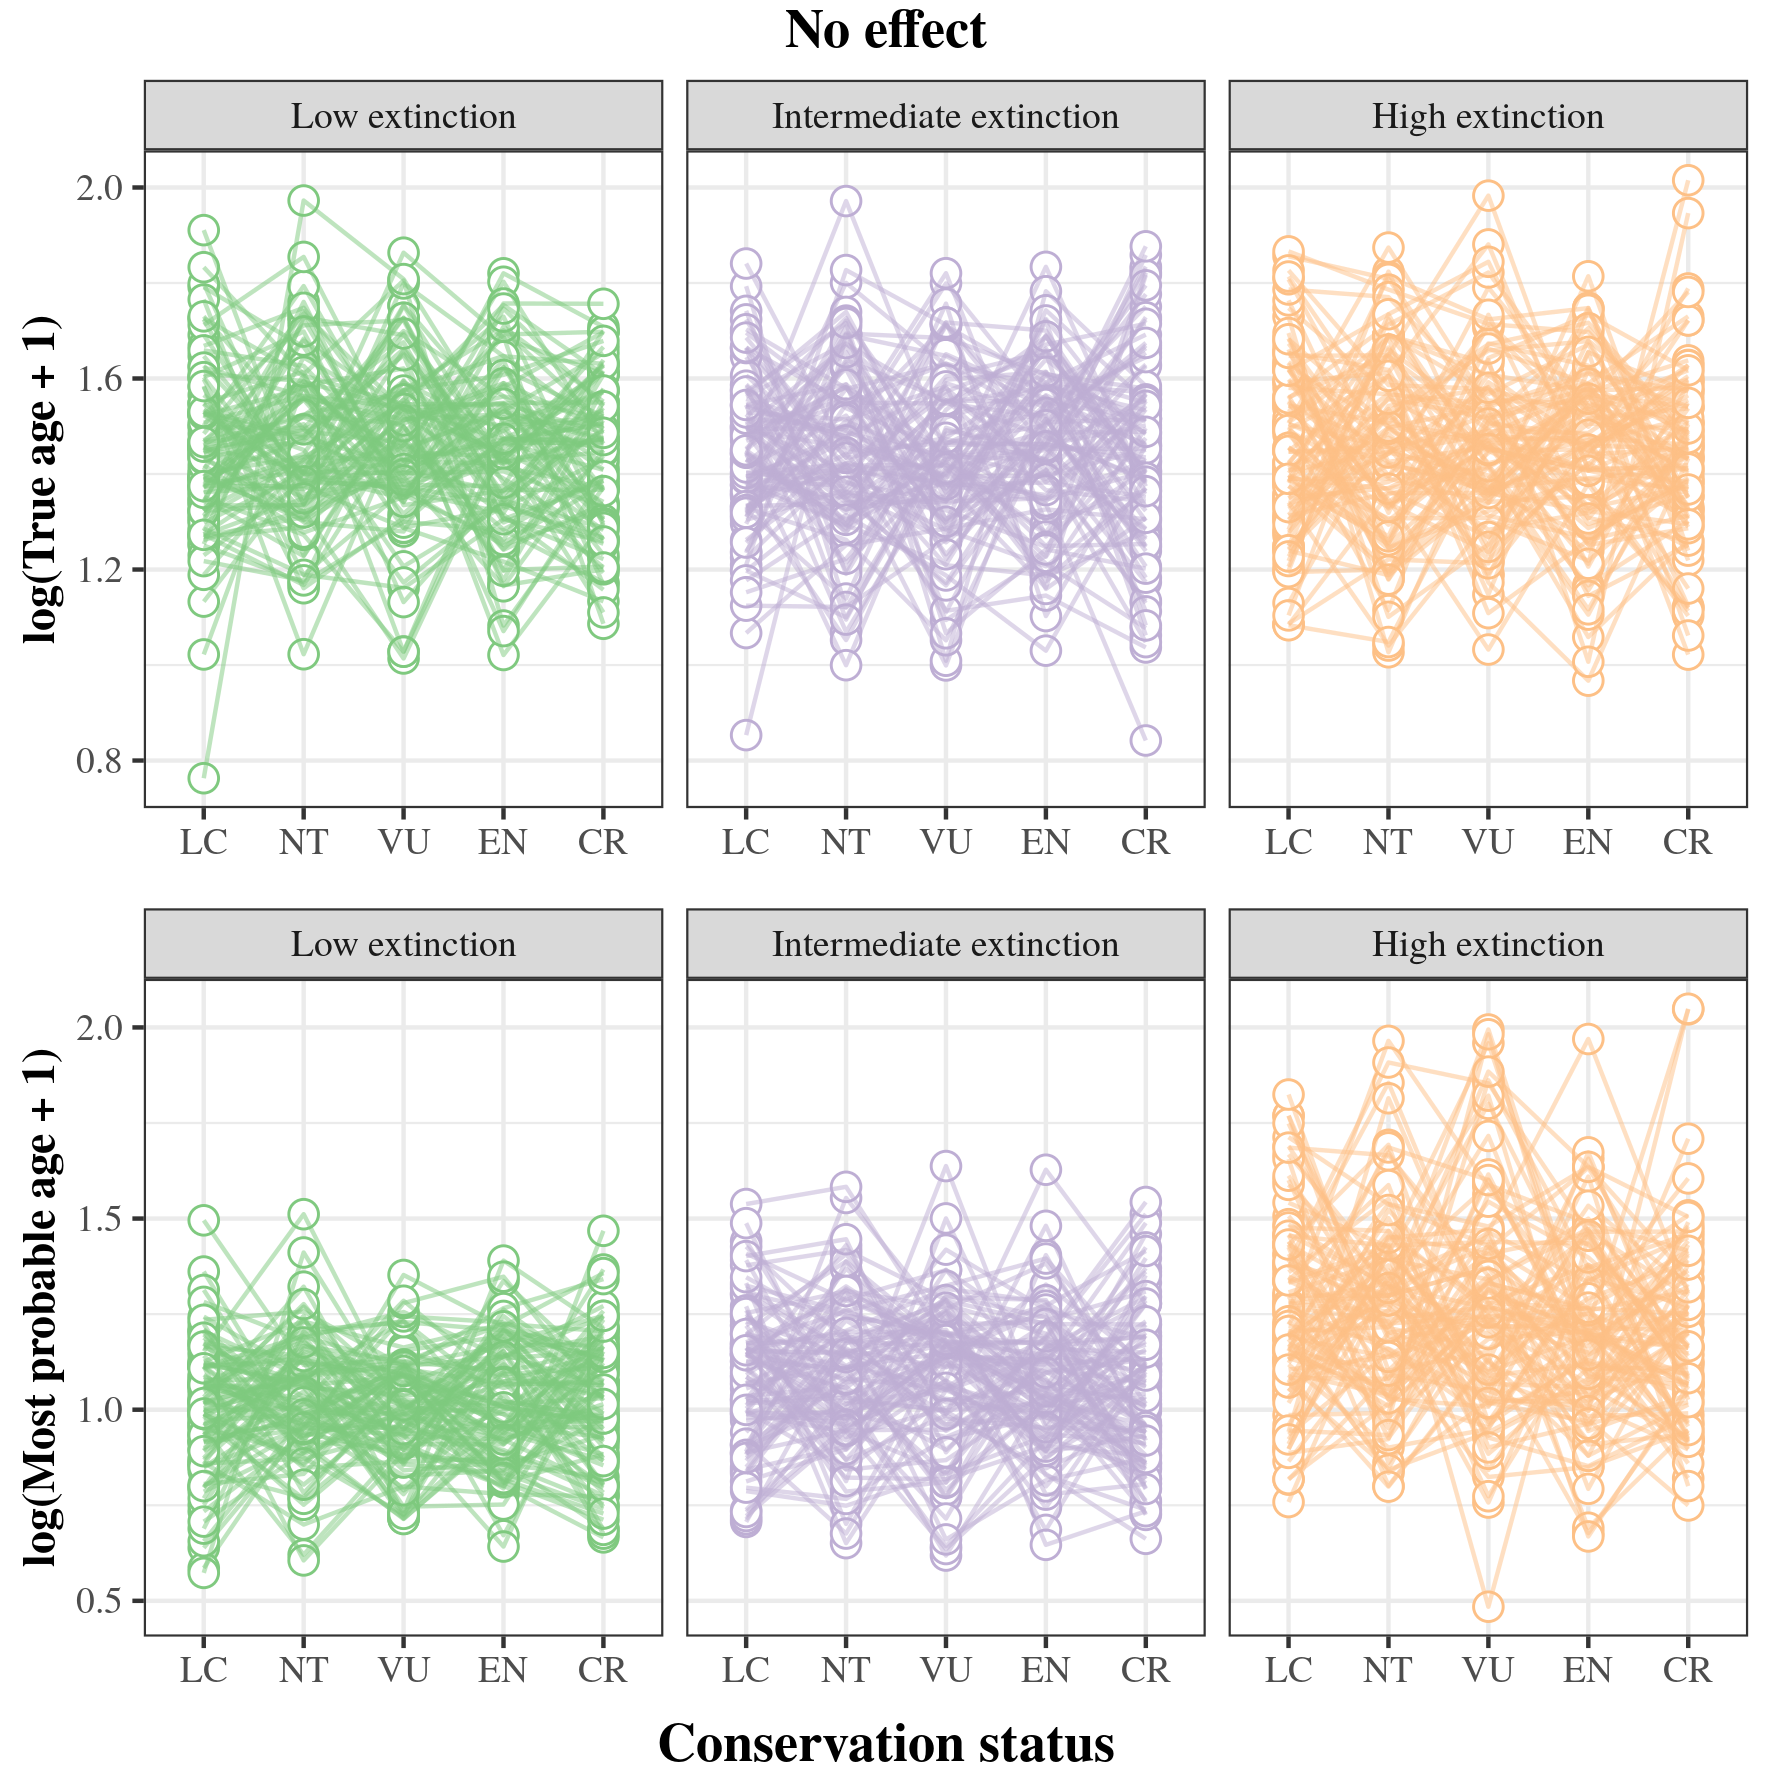 No effect
Low extinction Intermediate extinction High extinction
log(True age + 1)
2.0
1.6
1.2
0.8
LC NT VU EN CR LC NT VU EN CR LC NT VU EN CR
Low extinction Intermediate extinction High extinction
log(Most probable age + 1)
2.0
1.5
1.0
0.5
LC NT VU EN CR LC NT VU EN CR LC NT VU EN CR
Conservation status